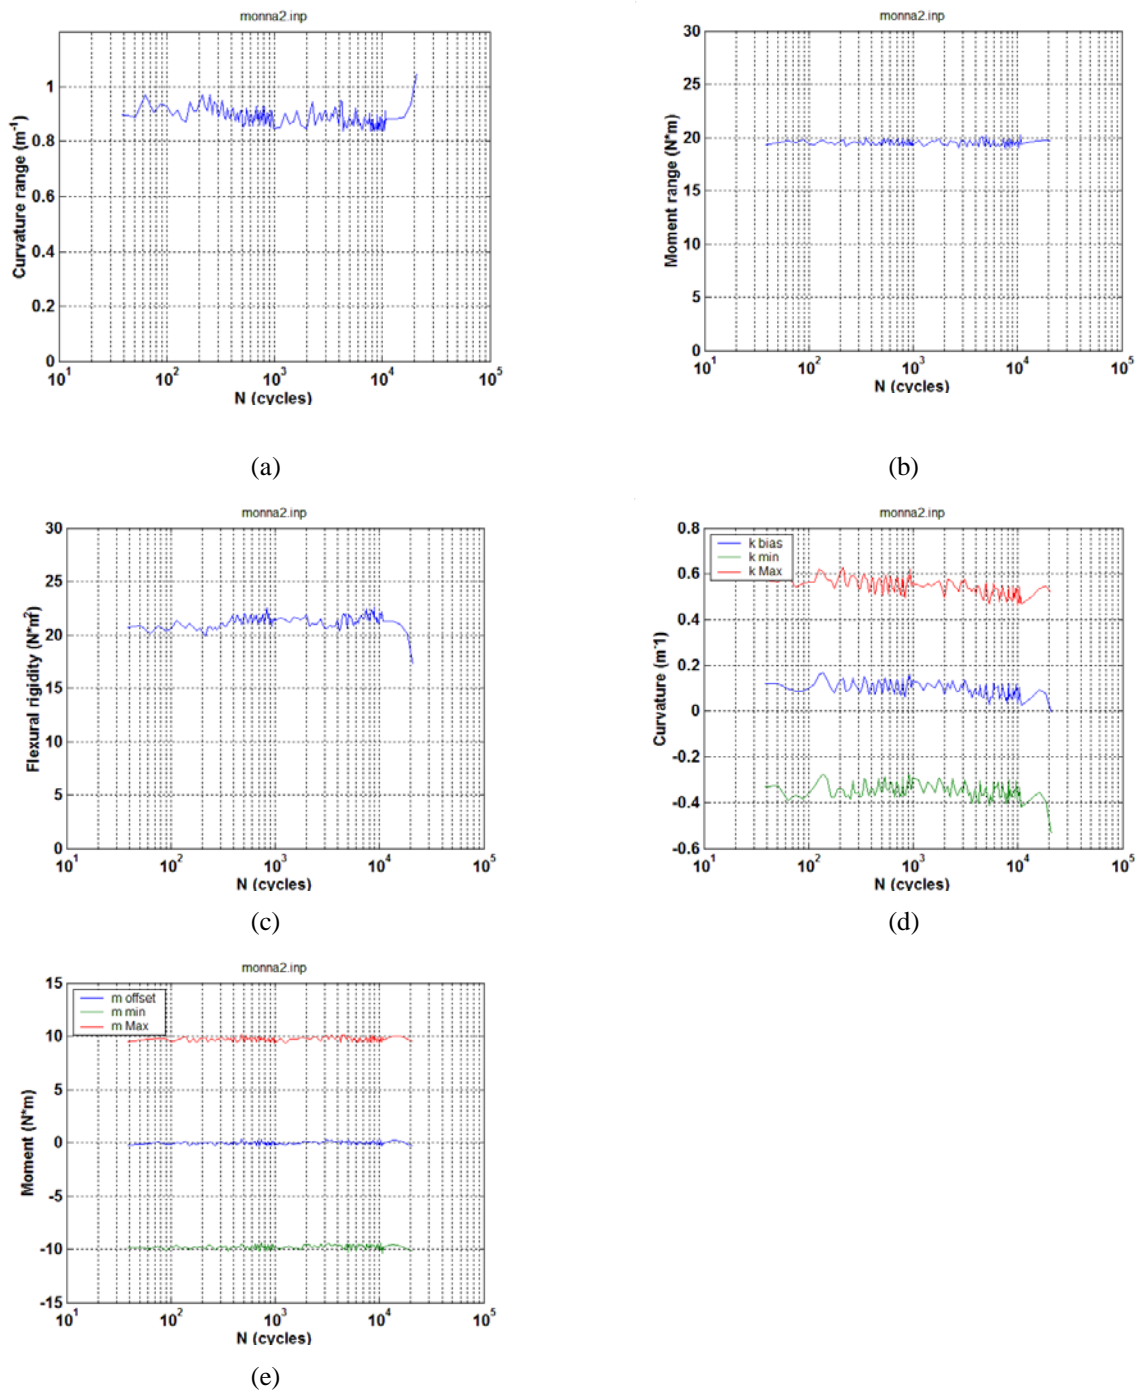 monna2.inp
Curvature range (m⁻¹)
1
0.8
0.6
0.4
0.2
0
10¹ 10² 10³ 10⁴ 10⁵
N (cycles)
(a)
monna2.inp
Moment range (N*m)
30
25
20
15
10
5
0
10¹ 10² 10³ 10⁴ 10⁵
N (cycles)
(b)
monna2.inp
Flexural rigidity (N*m²)
30
25
20
15
10
5
0
10¹ 10² 10³ 10⁴ 10⁵
N (cycles)
(c)
monna2.inp
k bias
k min
k Max
Curvature (m⁻¹)
0.8
0.6
0.4
0.2
0
-0.2
-0.4
-0.6
10¹ 10² 10³ 10⁴ 10⁵
N (cycles)
(d)
monna2.inp
m offset
m min
m Max
Moment (N*m)
15
10
5
0
-5
-10
-15
10¹ 10² 10³ 10⁴ 10⁵
N (cycles)
(e)